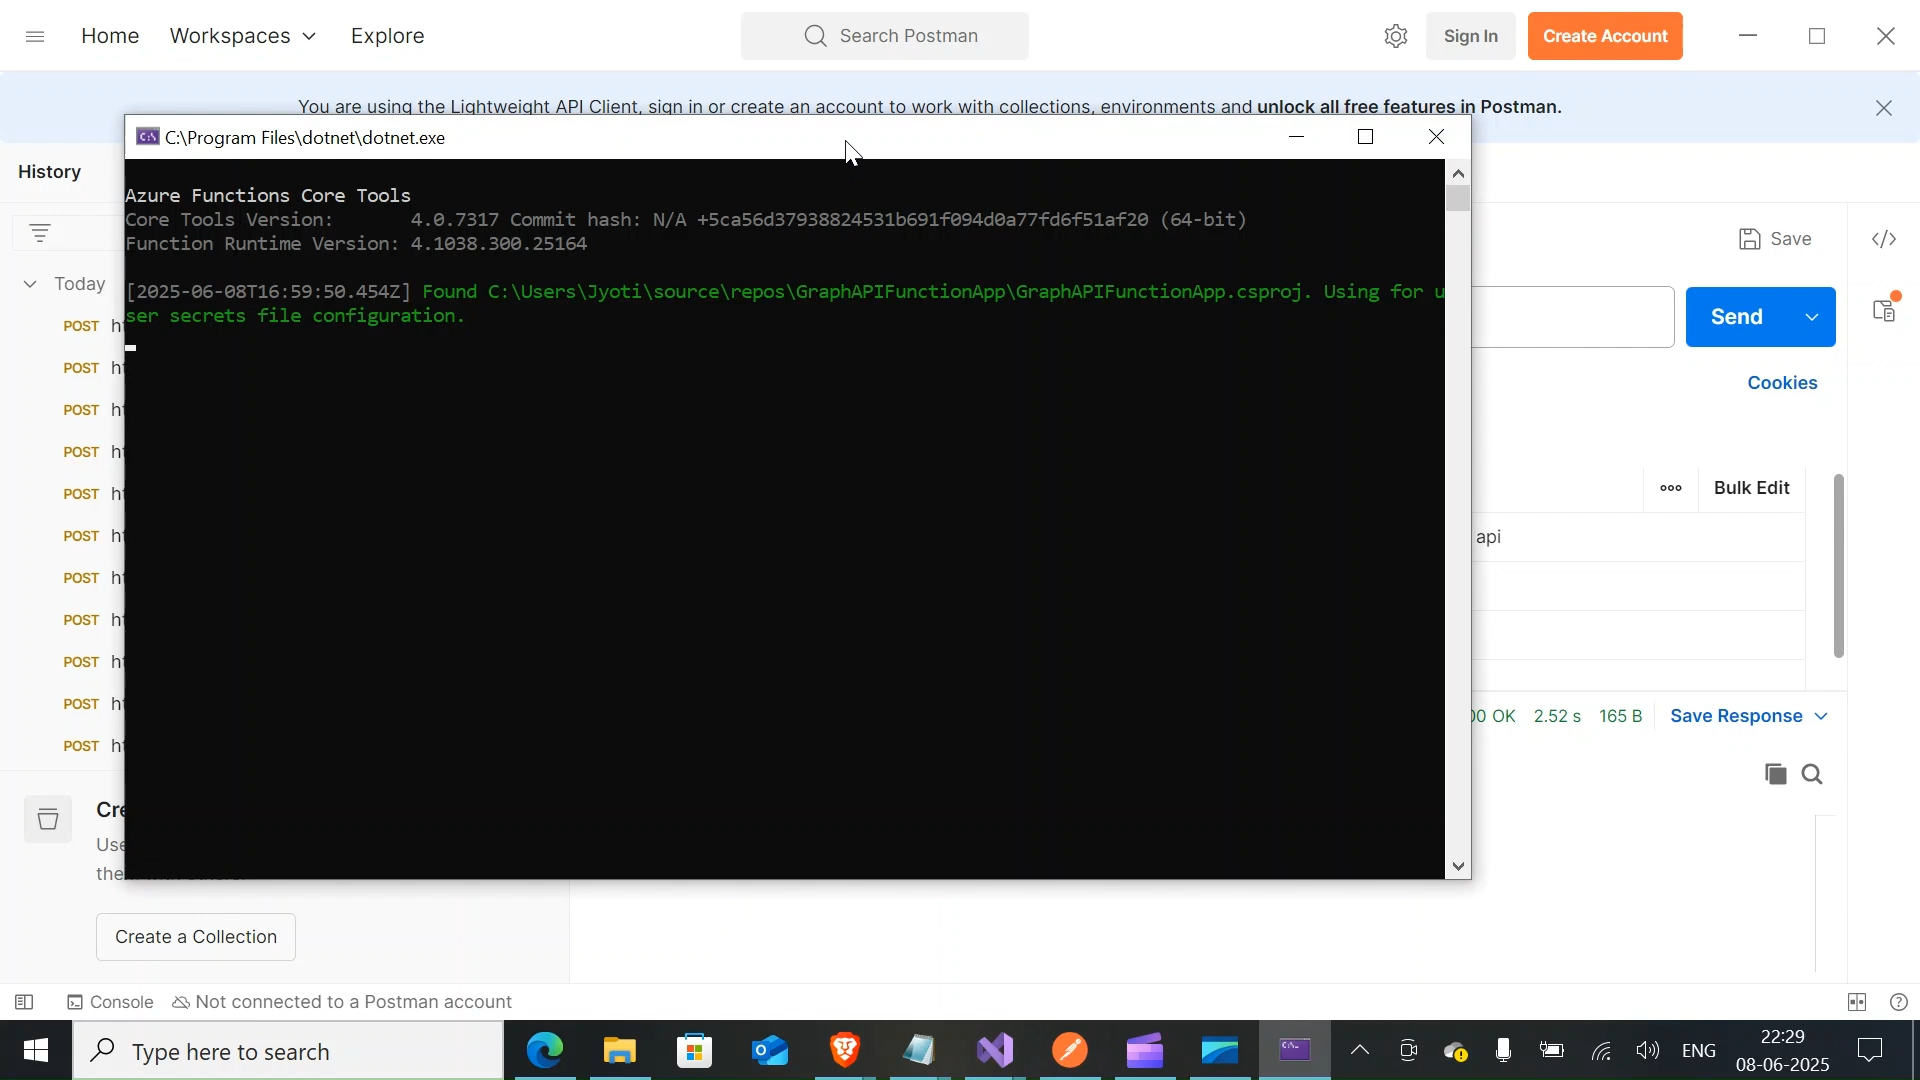 Home
Workspaces
Explore
Search Postman
Sign In
Create Account
You are using the Lightweight API Client, sign in or create an account to work with collections, environments and unlock all free features in Postman.
C:\Program Files\dotnet\dotnet.exe
History
Azure Functions Core Tools
Core Tools Version:       4.0.7317 Commit hash: N/A +5ca56d37938824531b691f094d0a77fd6f51af20 (64-bit)
Function Runtime Version: 4.1038.300.25164
Save
Today
[2025-06-08T16:59:50.454Z] Found C:\Users\Jyoti\source\repos\GraphAPIFunctionApp\GraphAPIFunctionApp.csproj. Using for u
ser secrets file configuration.
Send
POST
POST
Cookies
POST
POST
Bulk Edit
POST
POST
api
POST
POST
POST
POST
OK
2.52 s
165 B
Save Response
POST
Create a Collection
Console
Not connected to a Postman account
Type here to search
ENG
22:29
08-06-2025